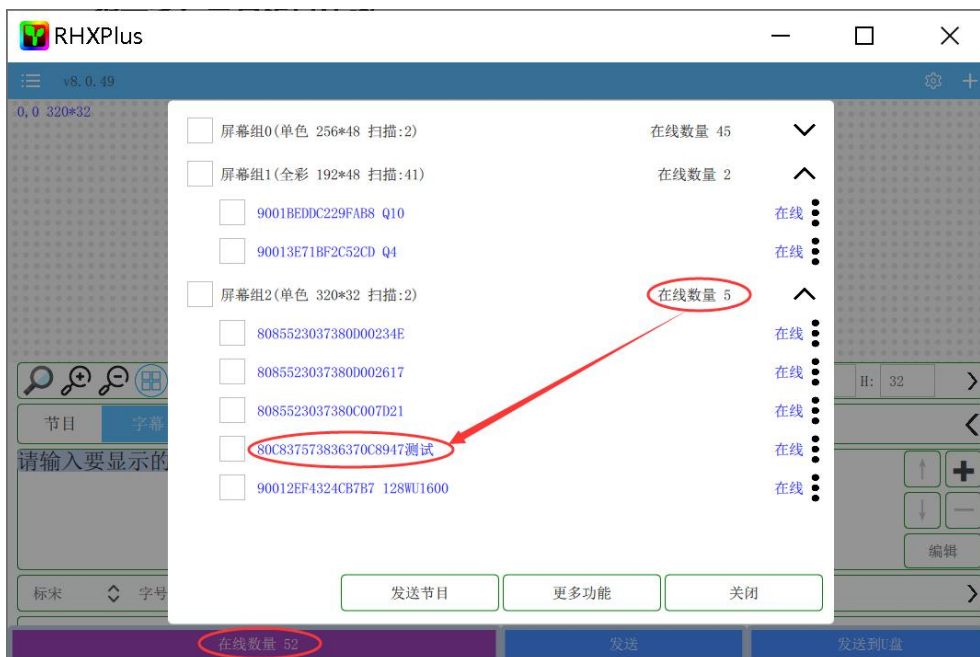 RHXPlus
v8.0.49
0,0 320*32
屏幕组0(单色 256*48 扫描:2) 在线数量 45
屏幕组1(全彩 192*48 扫描:41) 在线数量 2
9001BEDDC229FAB8 Q10 在线
90013E71BF2C52CD Q4 在线
屏幕组2(单色 320*32 扫描:2) 在线数量 5
8085523037380D00234E 在线
8085523037380D002617 在线
8085523037380C007D21 在线
80C837573836370C8947测试 在线
90012EF4324CB7B7 128WU1600 在线
H: 32
节目 字幕
请输入要显示的
编辑
标宋 字号
发送节目 更多功能 关闭
在线数量 52 发送 发送到U盘